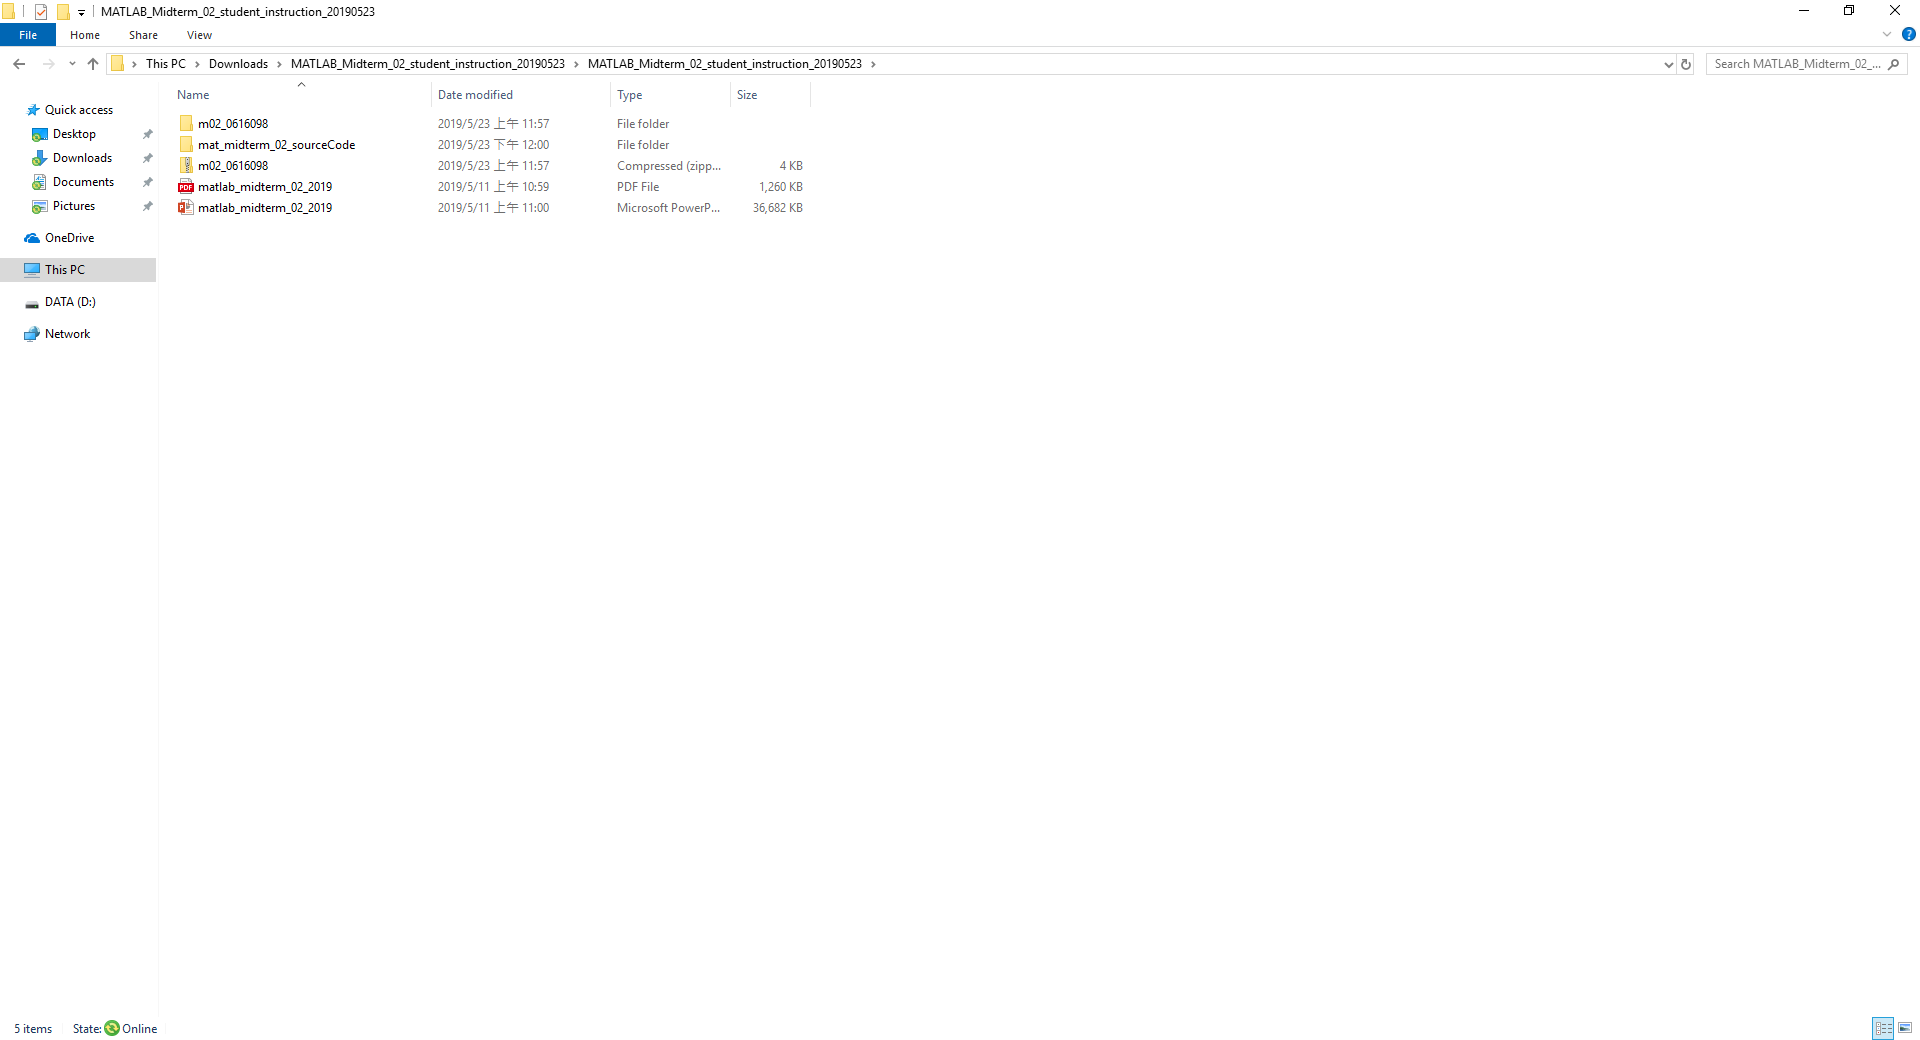 MATLAB_Midterm_02_student_instruction_20190523
File Home Share View
This PC Downloads MATLAB_Midterm_02_student_instruction_20190523 MATLAB_Midterm_02_student_instruction_20190523 Search MATLAB_Midterm_02_...
Name Date modified Type Size
Quick access
Desktop
Downloads
Documents
Pictures
OneDrive
This PC
DATA (D:)
Network
m02_0616098 2019/5/23 上午 11:57 File folder
mat_midterm_02_sourceCode 2019/5/23 下午 12:00 File folder
m02_0616098 2019/5/23 上午 11:57 Compressed (zipp... 4 KB
matlab_midterm_02_2019 2019/5/11 上午 10:59 PDF File 1,260 KB
matlab_midterm_02_2019 2019/5/11 上午 11:00 Microsoft PowerP... 36,682 KB
5 items State: Online